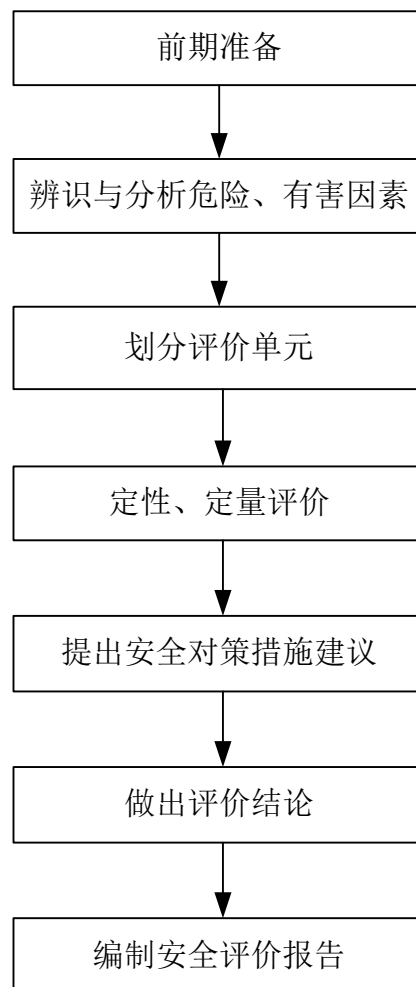 前期准备
辨识与分析危险、有害因素
划分评价单元
定性、定量评价
提出安全对策措施建议
做出评价结论
编制安全评价报告